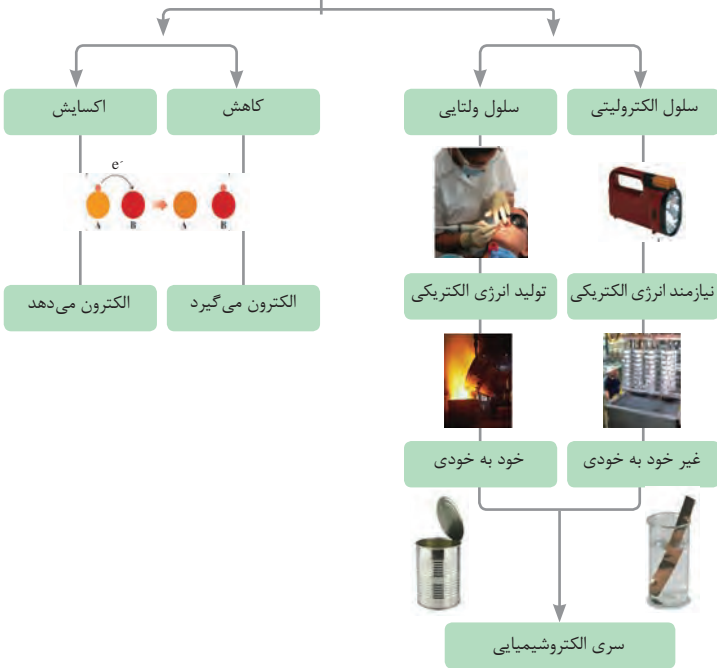 سلول الکترولیتی
سلول ولتایی
کاهش
اکسایش
e-
A B A B
نیازمند انرژی الکتریکی
تولید انرژی الکتریکی
الکترون می‌گیرد
الکترون می‌دهد
غیر خود به خودی
خود به خودی
سری الکتروشیمیایی